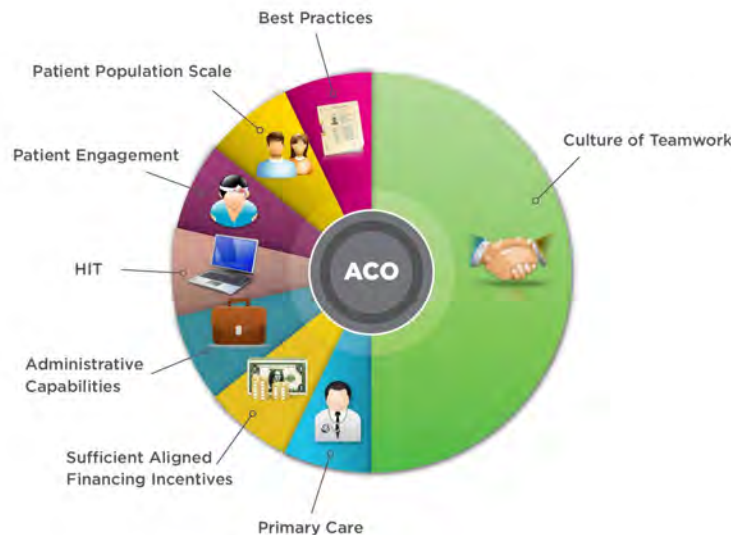 Best Practices
Patient Population Scale
Culture of Teamwork
Patient Engagement
HIT
ACO
Administrative
Capabilities
Sufficient Aligned
Financing Incentives
Primary Care